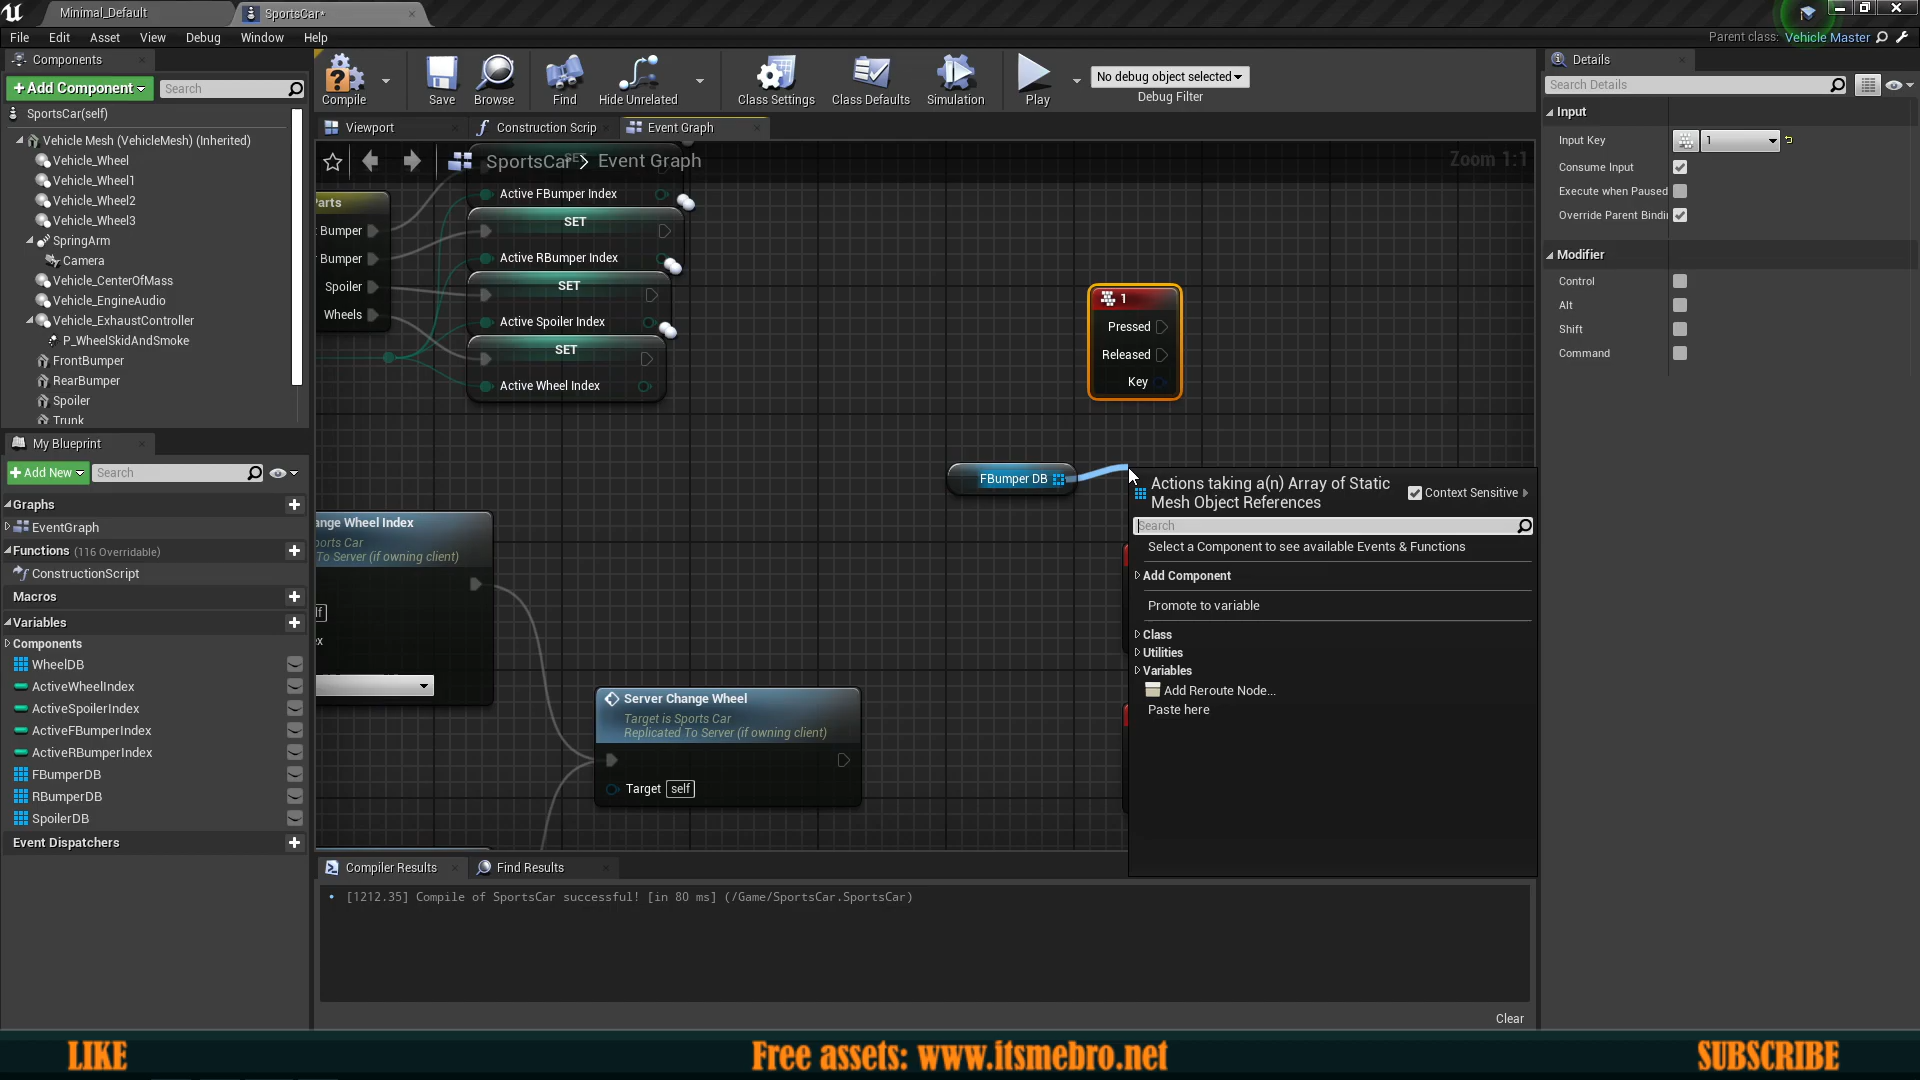 Minimal_Default
SportsCar*
File Edit Asset View Debug Window Help
Parent class: Vehicle Master
Components
+Add Component
Search
SportsCar(self)
Vehicle Mesh (VehicleMesh) (Inherited)
Vehicle_Wheel
Vehicle_Wheel1
Vehicle_Wheel2
Vehicle_Wheel3
SpringArm
Camera
Vehicle_CenterOfMass
Vehicle_EngineAudio
Vehicle_ExhaustController
P_WheelSkidAndSmoke
FrontBumper
RearBumper
Spoiler
Trunk
My Blueprint
+Add New
Search
Graphs
EventGraph
Functions (116 Overridable)
ConstructionScript
Macros
Variables
Components
WheelDB
ActiveWheelIndex
ActiveSpoilerIndex
ActiveFBumperIndex
ActiveRBumperIndex
FBumperDB
RBumperDB
SpoilerDB
Event Dispatchers
Compile
Save
Browse
Find
Hide Unrelated
Class Settings
Class Defaults
Simulation
Play
No debug object selected
Debug Filter
Viewport
Construction Scrip
Event Graph
SportsCar > Event Graph
Zoom 1:1
Parts
t Bumper
r Bumper
Spoiler
Wheels
SET
Active FBumper Index
SET
Active RBumper Index
SET
Active Spoiler Index
SET
Active Wheel Index
1
Pressed
Released
Key
FBumper DB
ange Wheel Index
ports Car
To Server (if owning client)
lf
ex
Server Change Wheel
Target is Sports Car
Replicated To Server (if owning client)
Target self
Actions taking a(n) Array of Static
Mesh Object References
Context Sensitive
Search
Select a Component to see available Events & Functions
Add Component
Promote to variable
Class
Utilities
Variables
Add Reroute Node...
Paste here
Compiler Results
Find Results
• [1212.35] Compile of SportsCar successful! [in 80 ms] (/Game/SportsCar.SportsCar)
Clear
Details
Search Details
Input
Input Key 1
Consume Input
Execute when Paused
Override Parent Bindi
Modifier
Control
Alt
Shift
Command
LIKE
Free assets: www.itsmebro.net
SUBSCRIBE